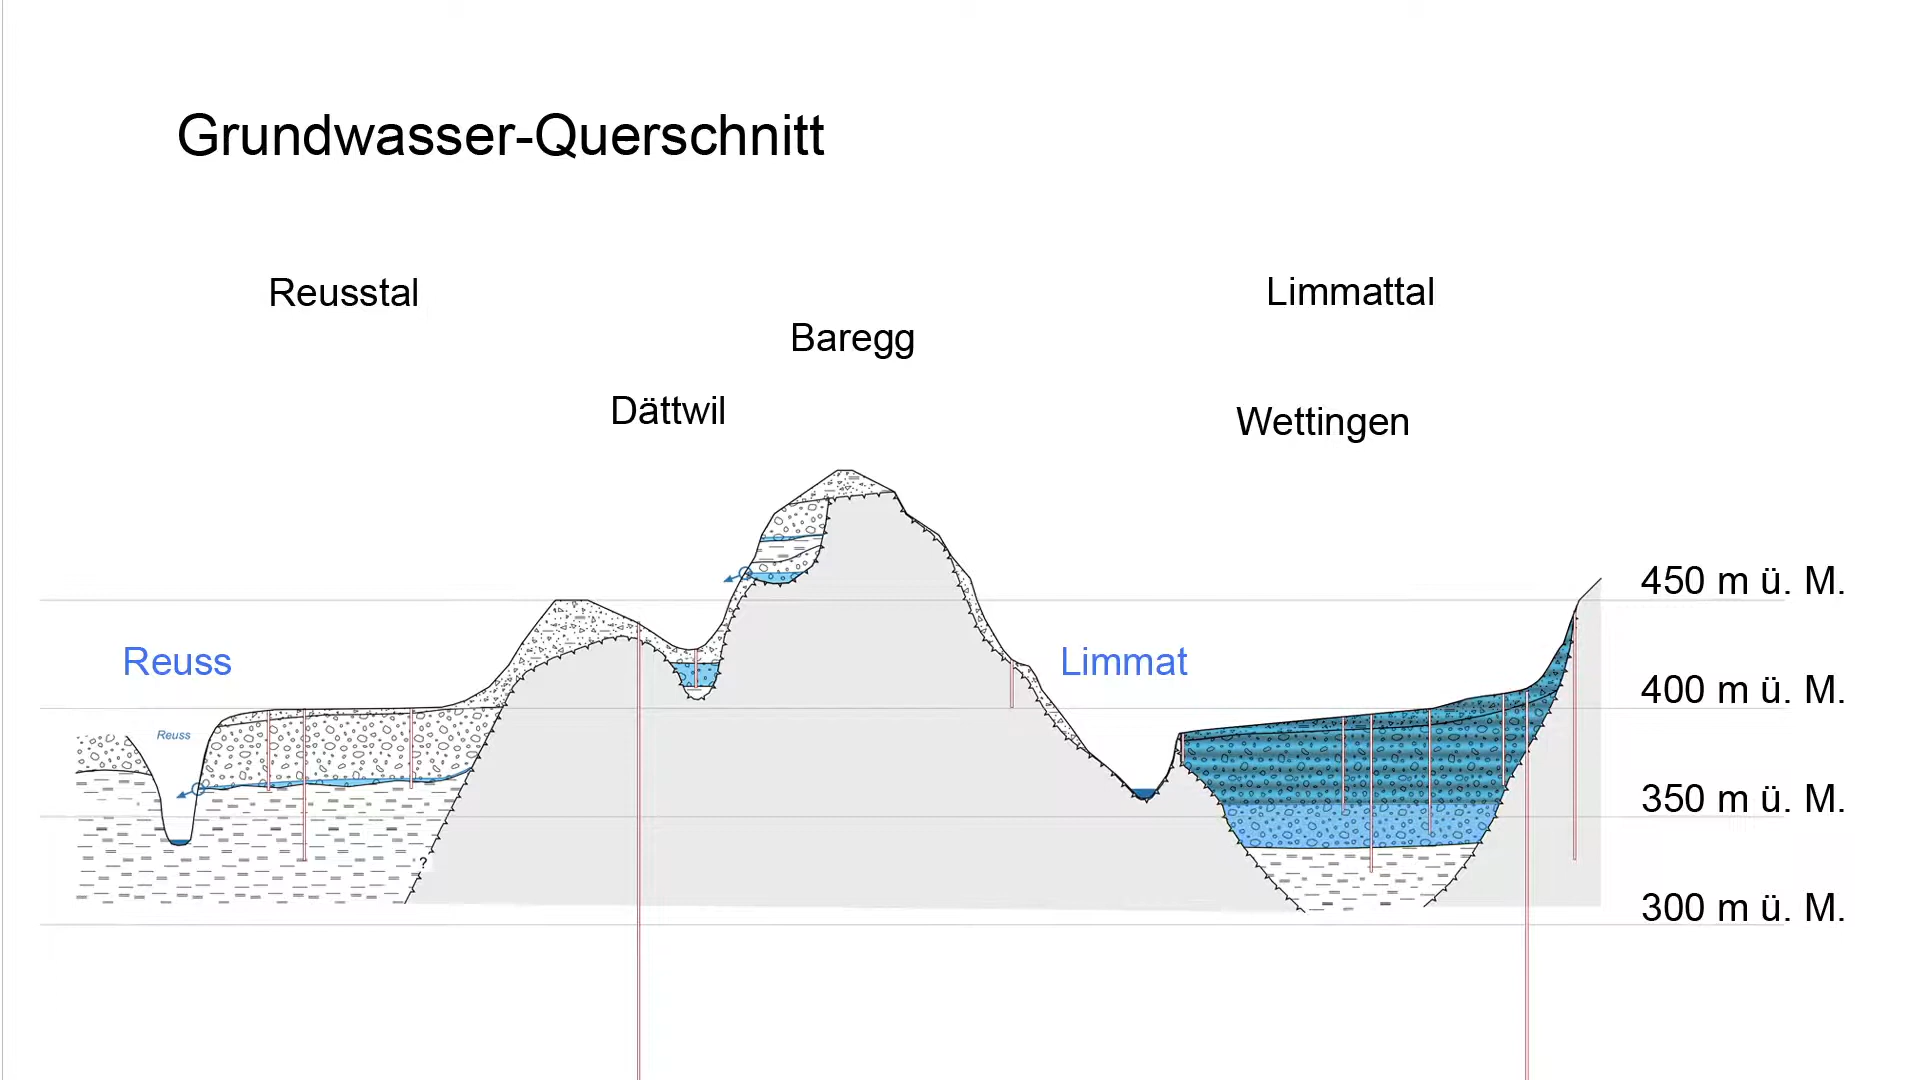 Grundwasser-Querschnitt
Reusstal
Limmattal
Baregg
Dättwil
Wettingen
450 m ü. M.
Reuss
Limmat
400 m ü. M.
Reuss
350 m ü. M.
?
300 m ü. M.